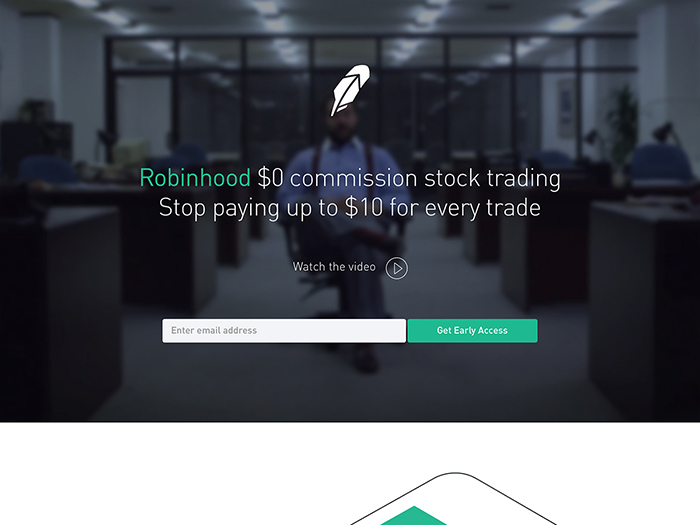 Robinhood $0 commission stock trading
Stop paying up to $10 for every trade
Watch the video
Enter email address
Get Early Access